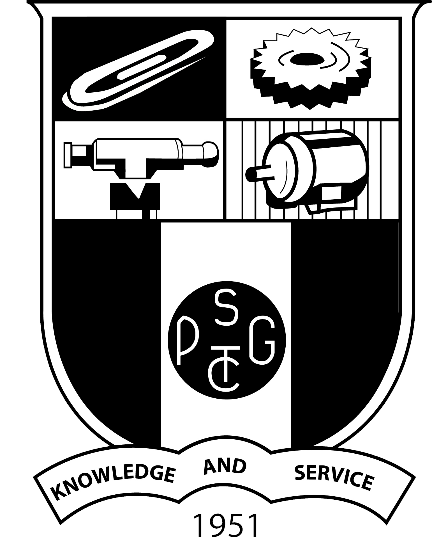 S
P G
T
C
KNOWLEDGE AND SERVICE
1951